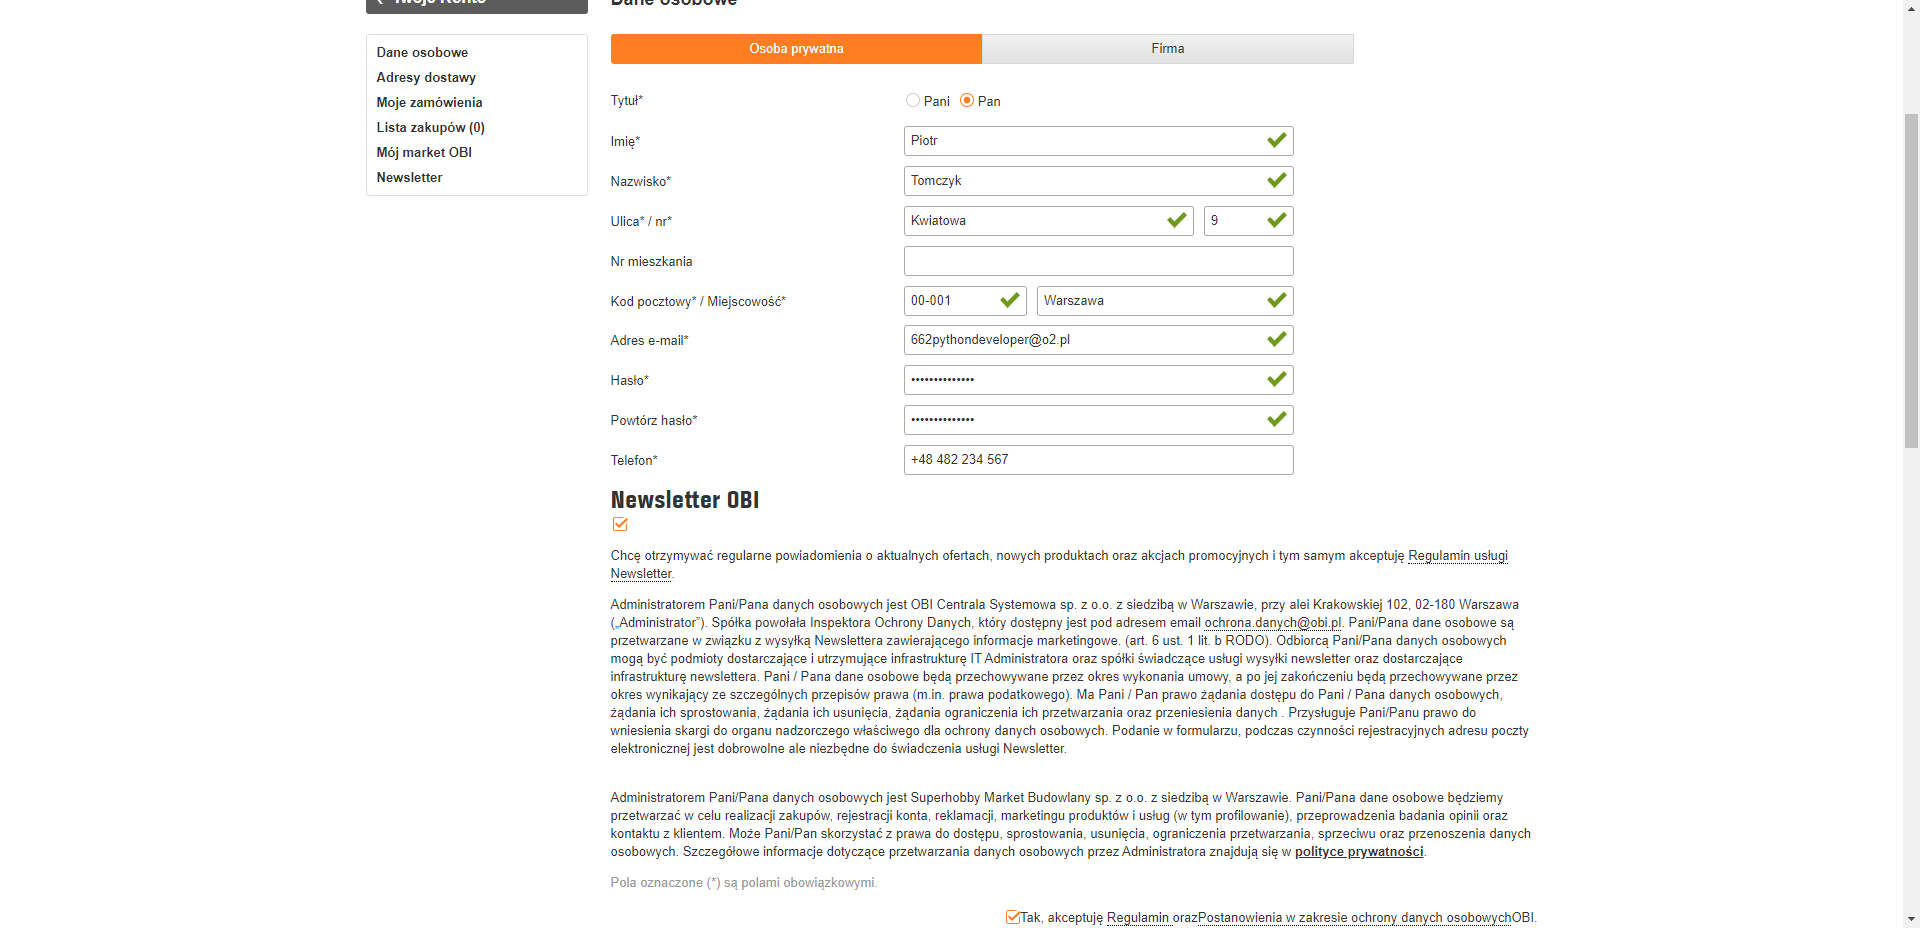 Twoje Konto
Dane osobowe
Adresy dostawy
Moje zamówienia
Lista zakupów (0)
Mój market OBI
Newsletter
Dane osobowe
Osoba prywatna
Firma
Tytuł*
Pani
Pan
Imię*
Piotr
Nazwisko*
Tomczyk
Ulica* / nr*
Kwiatowa
9
Nr mieszkania
Kod pocztowy* / Miejscowość*
00-001
Warszawa
Adres e-mail*
662pythondeveloper@o2.pl
Hasło*
••••••••••••••
Powtórz hasło*
••••••••••••••
Telefon*
+48 482 234 567
Newsletter OBI
Chcę otrzymywać regularne powiadomienia o aktualnych ofertach, nowych produktach oraz akcjach promocyjnych i tym samym akceptuję Regulamin usługi
Newsletter.
Administratorem Pani/Pana danych osobowych jest OBI Centrala Systemowa sp. z o.o. z siedzibą w Warszawie, przy alei Krakowskiej 102, 02-180 Warszawa
(„Administrator”). Spółka powołała Inspektora Ochrony Danych, który dostępny jest pod adresem email ochrona.danych@obi.pl. Pani/Pana dane osobowe są
przetwarzane w związku z wysyłką Newslettera zawierającego informacje marketingowe. (art. 6 ust. 1 lit. b RODO). Odbiorcą Pani/Pana danych osobowych
mogą być podmioty dostarczające i utrzymujące infrastrukturę IT Administratora oraz spółki świadczące usługi wysyłki newsletter oraz dostarczające
infrastrukturę newslettera. Pani / Pana dane osobowe będą przechowywane przez okres wykonania umowy, a po jej zakończeniu będą przechowywane przez
okres wynikający ze szczególnych przepisów prawa (m.in. prawa podatkowego). Ma Pani / Pan prawo żądania dostępu do Pani / Pana danych osobowych,
żądania ich sprostowania, żądania ich usunięcia, żądania ograniczenia ich przetwarzania oraz przeniesienia danych . Przysługuje Pani/Panu prawo do
wniesienia skargi do organu nadzorczego właściwego dla ochrony danych osobowych. Podanie w formularzu, podczas czynności rejestracyjnych adresu poczty
elektronicznej jest dobrowolne ale niezbędne do świadczenia usługi Newsletter.
Administratorem Pani/Pana danych osobowych jest Superhobby Market Budowlany sp. z o.o. z siedzibą w Warszawie. Pani/Pana dane osobowe będziemy
przetwarzać w celu realizacji zakupów, rejestracji konta, reklamacji, marketingu produktów i usług (w tym profilowanie), przeprowadzenia badania opinii oraz
kontaktu z klientem. Może Pani/Pan skorzystać z prawa do dostępu, sprostowania, usunięcia, ograniczenia przetwarzania, sprzeciwu oraz przenoszenia danych
osobowych. Szczegółowe informacje dotyczące przetwarzania danych osobowych przez Administratora znajdują się w polityce prywatności.
Pola oznaczone (*) są polami obowiązkowymi.
Tak, akceptuję Regulamin orazPostanowienia w zakresie ochrony danych osobowychOBI.